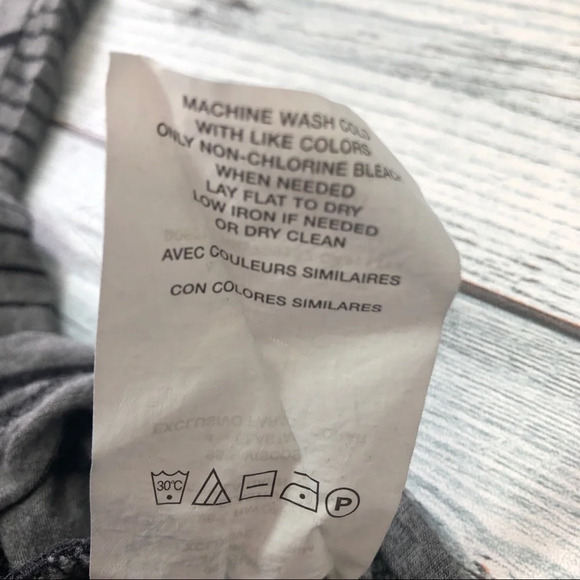 MACHINE WASH COLD
WITH LIKE COLORS
ONLY NON-CHLORINE BLEACH
WHEN NEEDED
LAY FLAT TO DRY
LOW IRON IF NEEDED
OR DRY CLEAN
AVEC COULEURS SIMILAIRES
CON COLORES SIMILARES
30°C
P